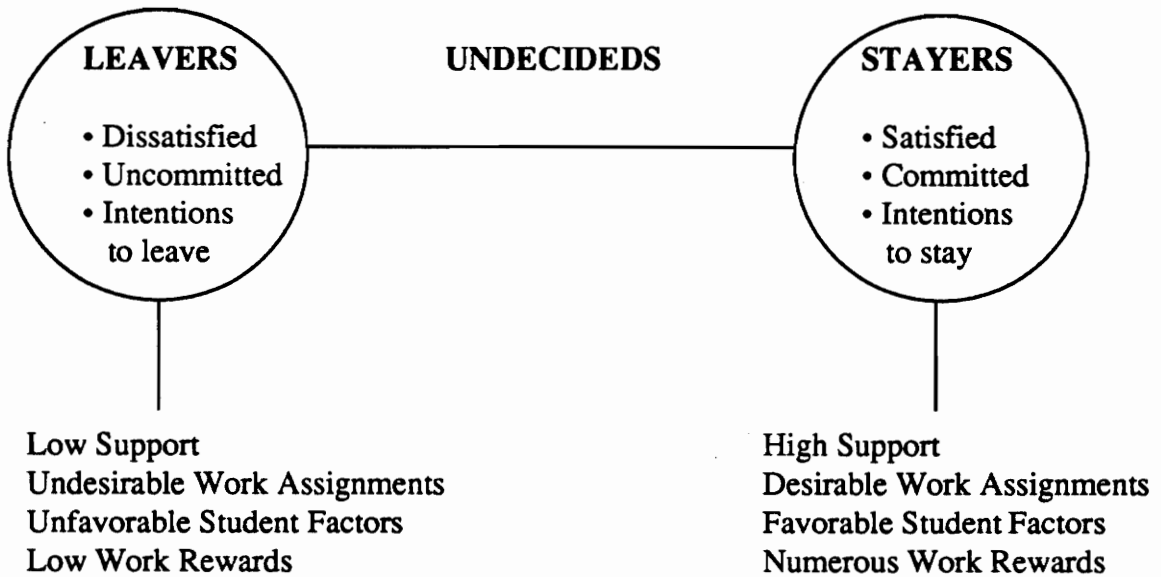 LEAVERS
• Dissatisfied
• Uncommitted
• Intentions
to leave
UNDECIDEDS
STAYERS
• Satisfied
• Committed
• Intentions
to stay
Low Support
Undesirable Work Assignments
Unfavorable Student Factors
Low Work Rewards
High Support
Desirable Work Assignments
Favorable Student Factors
Numerous Work Rewards